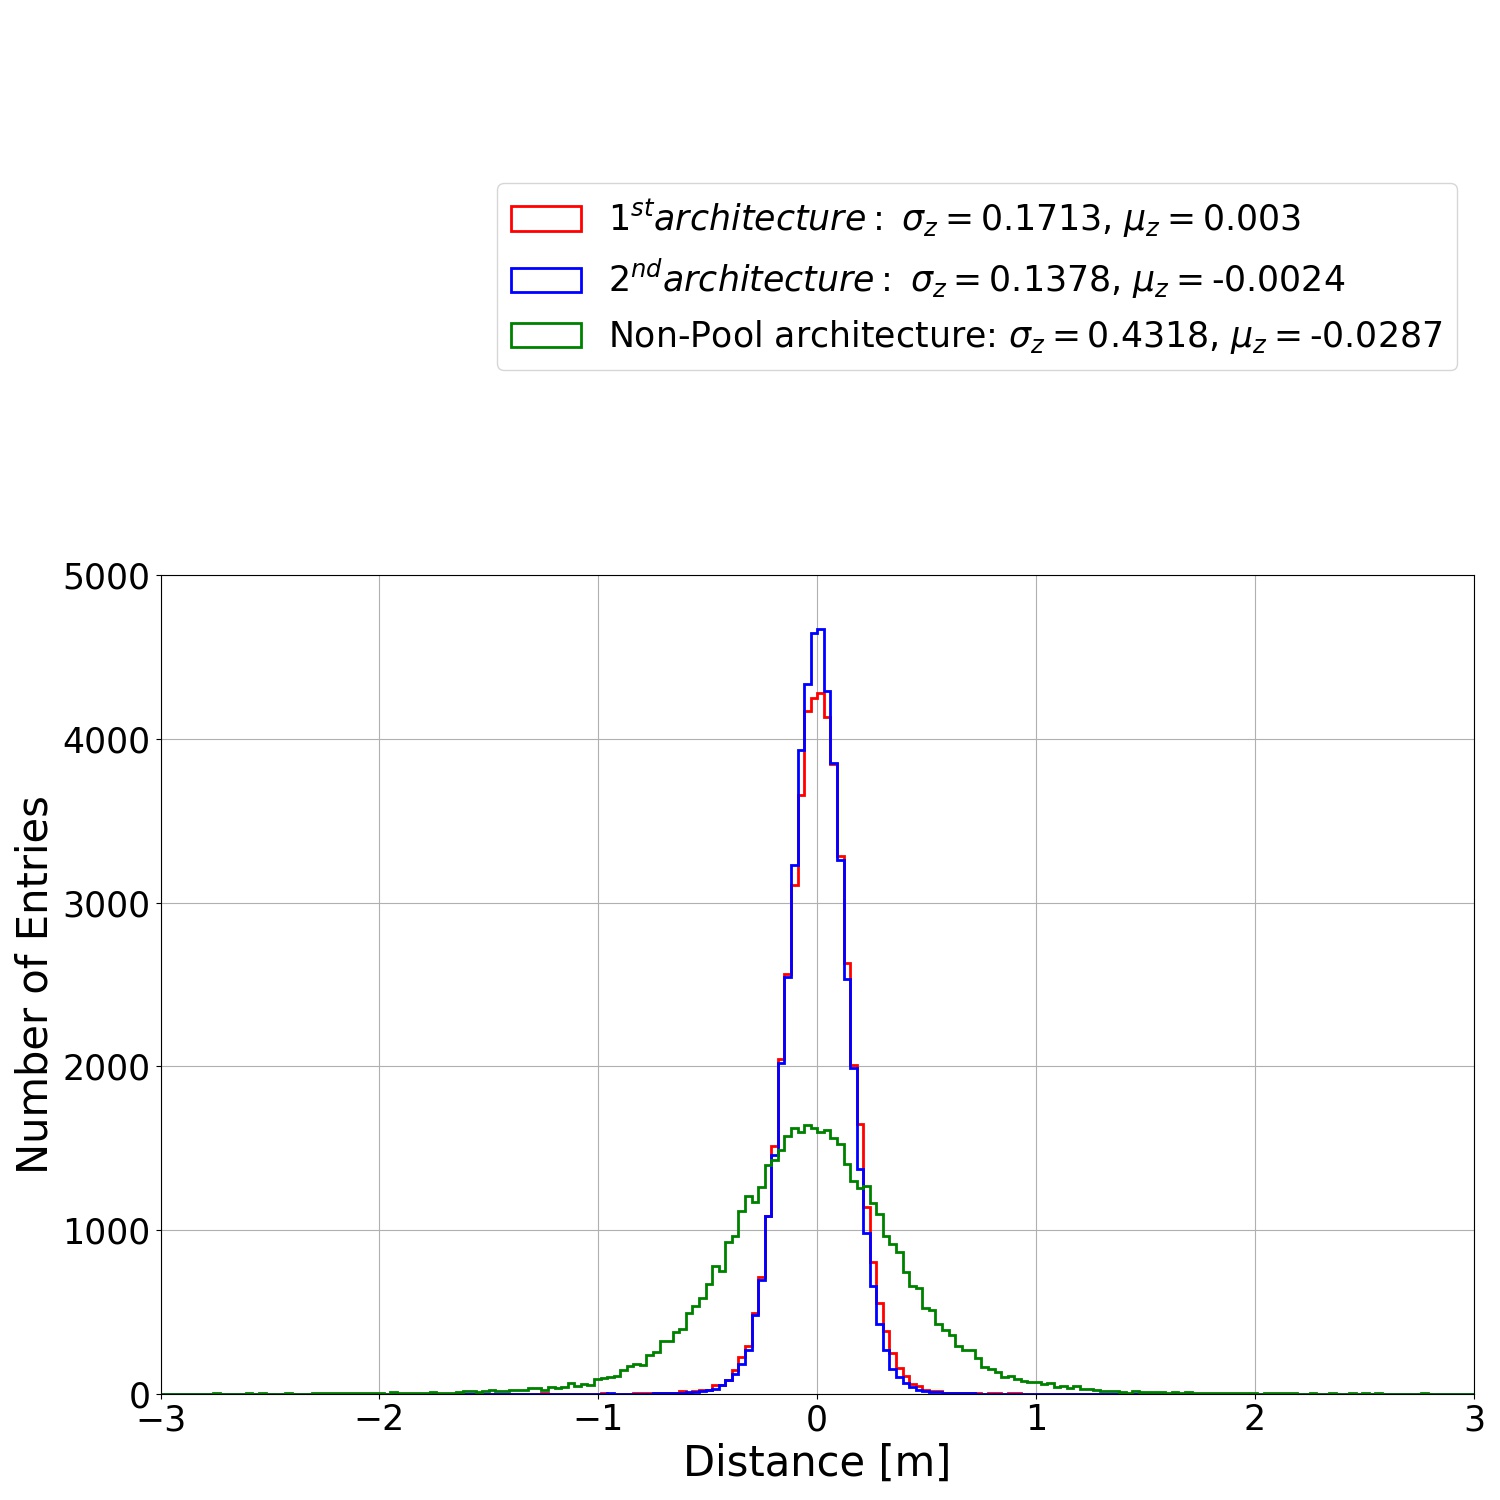 1^{st}architecture: σ_z = 0.1713, μ_z = 0.003
2^{nd}architecture: σ_z = 0.1378, μ_z = -0.0024
Non-Pool architecture: σ_z = 0.4318, μ_z = -0.0287
5000
4000
3000
2000
1000
0
Number of Entries
−3 −2 −1 0 1 2 3
Distance [m]